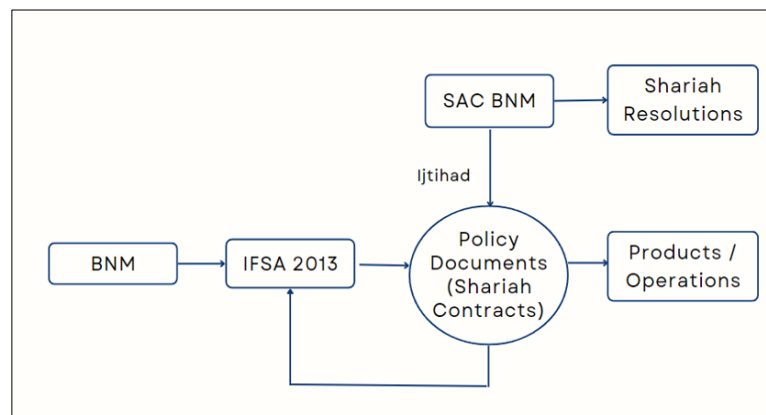 SAC BNM
Shariah
Resolutions
Ijtihad
BNM
IFSA 2013
Policy
Documents
(Shariah
Contracts)
Products /
Operations